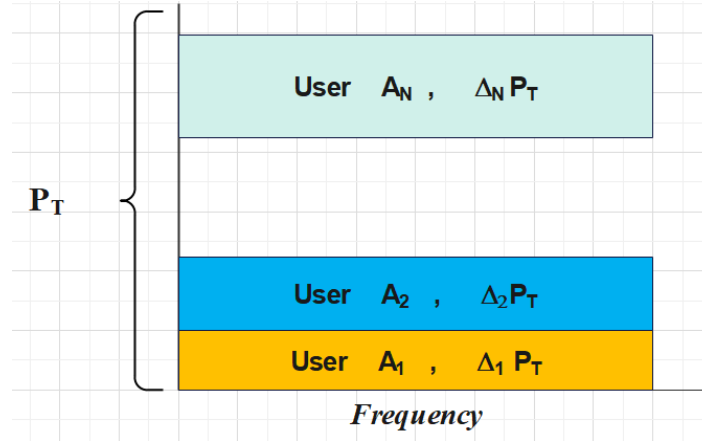 User A_N , Δ_N P_T
P_T
User A_2 , Δ_2 P_T
User A_1 , Δ_1 P_T
Frequency